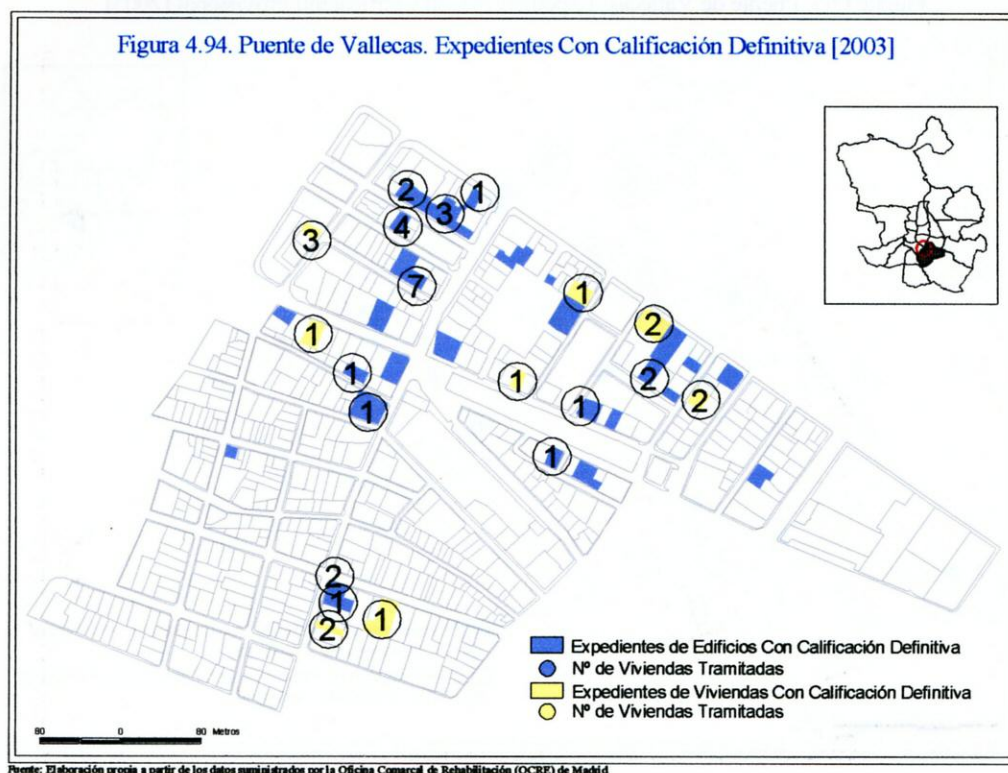 Figura 4.94. Puente de Vallecas. Expedientes Con Calificación Definitiva [2003]
2
1
3
4
3
7
1
2
1
1
2
1
2
1
1
1
2
1
2
1
Expedientes de Edificios Con Calificación Definitiva
Nº de Viviendas Tramitadas
Expedientes de Viviendas Con Calificación Definitiva
Nº de Viviendas Tramitadas
80 0 80 Metros
Fuente: Elaboración propia a partir de los datos suministrados por la Oficina Comarcal de Rehabilitación (OCRE) de Madrid